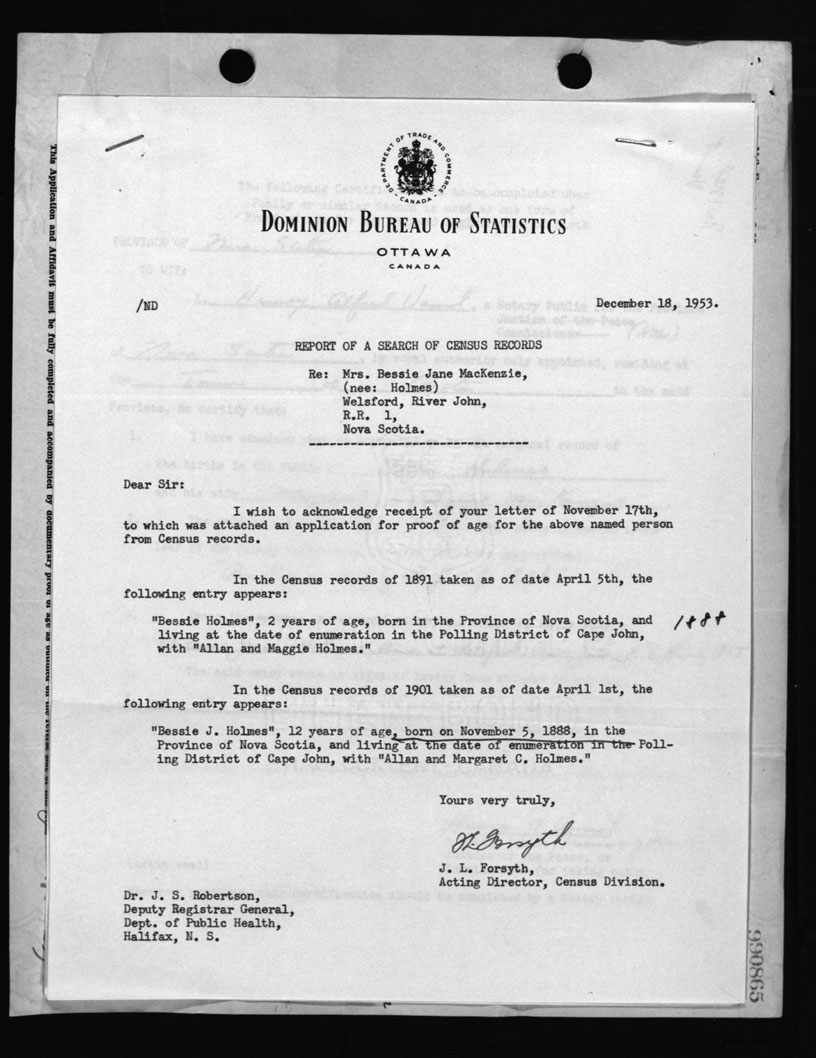 DEPARTMENT OF TRADE AND COMMERCE
CANADA
DOMINION BUREAU OF STATISTICS
OTTAWA
CANADA
/ND
December 18, 1953.
REPORT OF A SEARCH OF CENSUS RECORDS
Re: Mrs. Bessie Jane MacKenzie,
(nee: Holmes)
Welsford, River John,
R.R. 1,
Nova Scotia.
Dear Sir:
I wish to acknowledge receipt of your letter of November 17th,
to which was attached an application for proof of age for the above named person
from Census records.
In the Census records of 1891 taken as of date April 5th, the
following entry appears:
"Bessie Holmes", 2 years of age, born in the Province of Nova Scotia, and
living at the date of enumeration in the Polling District of Cape John,
with "Allan and Maggie Holmes."
1888
In the Census records of 1901 taken as of date April 1st, the
following entry appears:
"Bessie J. Holmes", 12 years of age, born on November 5, 1888, in the
Province of Nova Scotia, and living at the date of enumeration in the Poll-
ing District of Cape John, with "Allan and Margaret C. Holmes."
Yours very truly,
J. L. Forsyth,
Acting Director, Census Division.
Dr. J. S. Robertson,
Deputy Registrar General,
Dept. of Public Health,
Halifax, N. S.
This Application and Affidavit must be fully completed and accompanied by documentary proof of age as
990865